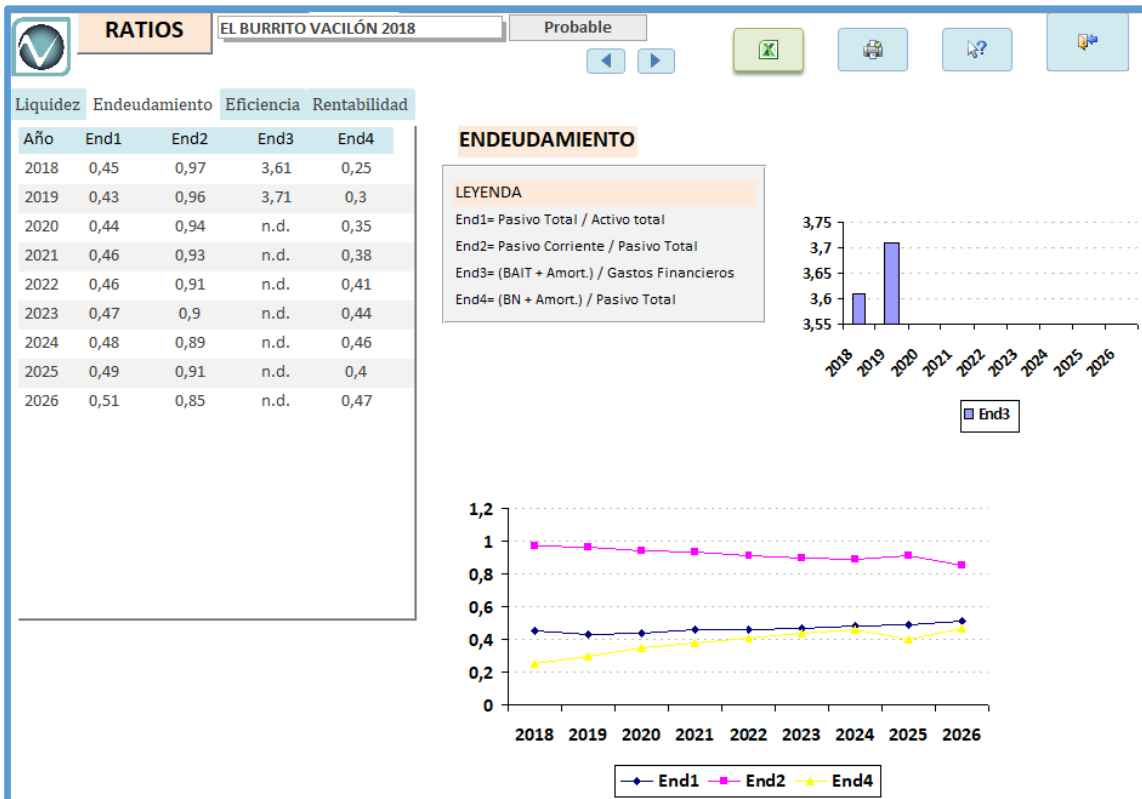 RATIOS
EL BURRITO VACILÓN 2018
Probable
Liquidez Endeudamiento Eficiencia Rentabilidad
Año End1 End2 End3 End4
2018 0,45 0,97 3,61 0,25
2019 0,43 0,96 3,71 0,3
2020 0,44 0,94 n.d. 0,35
2021 0,46 0,93 n.d. 0,38
2022 0,46 0,91 n.d. 0,41
2023 0,47 0,9 n.d. 0,44
2024 0,48 0,89 n.d. 0,46
2025 0,49 0,91 n.d. 0,4
2026 0,51 0,85 n.d. 0,47
ENDEUDAMIENTO
LEYENDA
End1= Pasivo Total / Activo total
End2= Pasivo Corriente / Pasivo Total
End3= (BAIT + Amort.) / Gastos Financieros
End4= (BN + Amort.) / Pasivo Total
3,75
3,7
3,65
3,6
3,55
2018 2019 2020 2021 2022 2023 2024 2025 2026
End3
1,2
1
0,8
0,6
0,4
0,2
0
2018 2019 2020 2021 2022 2023 2024 2025 2026
End1 End2 End4